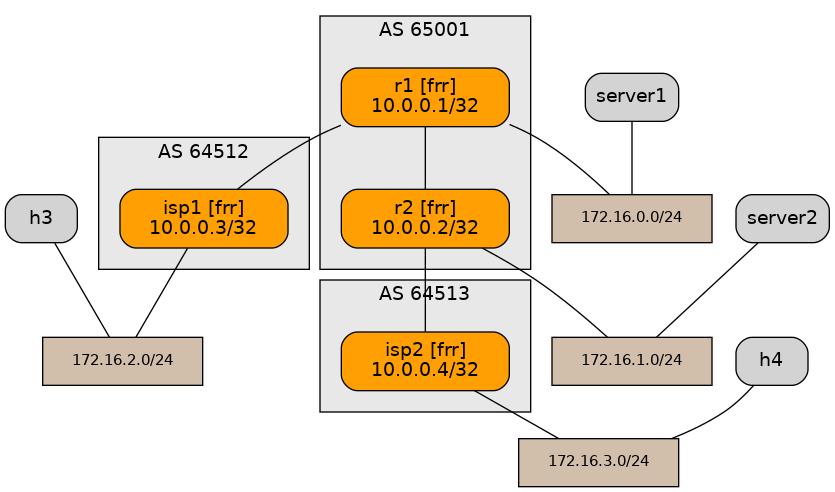 AS 65001
r1 [frr]
10.0.0.1/32
server1
AS 64512
isp1 [frr]
10.0.0.3/32
r2 [frr]
10.0.0.2/32
h3
172.16.0.0/24
server2
AS 64513
isp2 [frr]
10.0.0.4/32
172.16.2.0/24
172.16.1.0/24
h4
172.16.3.0/24